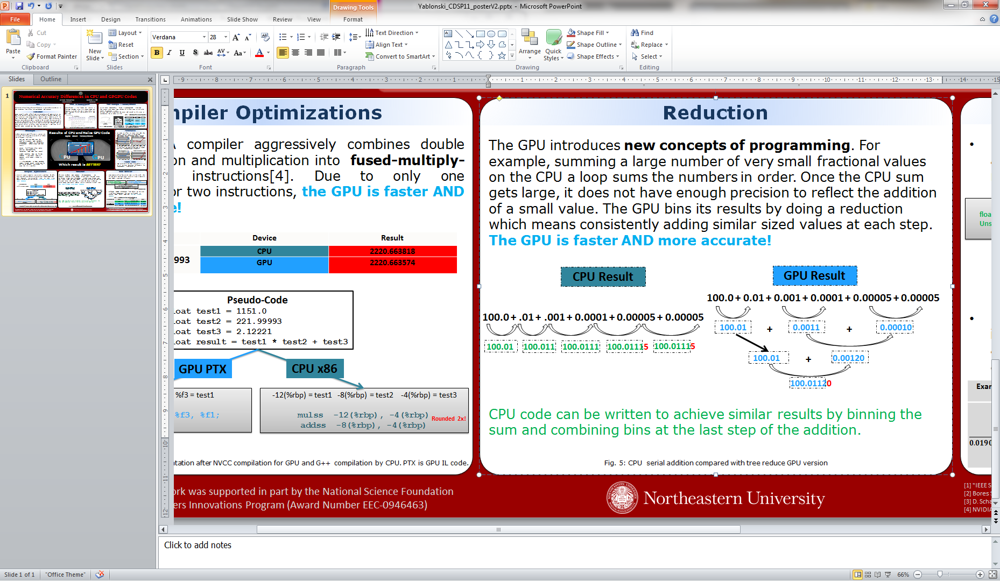 Yablonski_CDSP11_posterV2.pptx - Microsoft PowerPoint
Drawing Tools
File Home Insert Design Transitions Animations Slide Show Review View Format
Paste
Cut
Copy
Format Painter
Clipboard
New Slide
Layout
Reset
Section
Slides
Verdana 28
B I U S abc AV Aa A
Font
Text Direction
Align Text
Convert to SmartArt
Paragraph
Arrange
Quick Styles
Shape Fill
Shape Outline
Shape Effects
Drawing
Find
Replace
Select
Editing
Slides Outline
1
Numerical Accuracy Differences in CPU and GPGPU Codes
Results of CPU and Naive GPU Code
CPU GPU
Which result is BETTER?
mpiler Optimizations
A compiler aggressively combines double
on and multiplication into fused-multiply-
instructions[4]. Due to only one
or two instructions, the GPU is faster AND
e!
Device Result
CPU 2220.663818
993
GPU 2220.663574
Pseudo-Code
loat test1 = 1151.0
loat test2 = 221.99993
loat test3 = 2.12221
loat result = test1 * test2 + test3
GPU PTX
CPU x86
%f3 = test1
%f3, %f1;
-12(%rbp) = test1 -8(%rbp) = test2 -4(%rbp) = test3
mulss -12(%rbp), -4(%rbp)
Rounded 2x!
addss -8(%rbp), -4(%rbp)
tation after NVCC compilation for GPU and G++ compilation by CPU. PTX is GPU IL code.
Reduction
The GPU introduces new concepts of programming. For
example, summing a large number of very small fractional values
on the CPU a loop sums the numbers in order. Once the CPU sum
gets large, it does not have enough precision to reflect the addition
of a small value. The GPU bins its results by doing a reduction
which means consistently adding similar sized values at each step.
The GPU is faster AND more accurate!
CPU Result
100.0 + .01 + .001 + 0.0001 + 0.00005 + 0.00005
100.01 100.011 100.0111 100.01115 100.01115
GPU Result
100.0 + 0.01 + 0.001 + 0.0001 + 0.00005 + 0.00005
100.01 + 0.0011 + 0.00010
100.01 + 0.00120
100.01120
CPU code can be written to achieve similar results by binning the
sum and combining bins at the last step of the addition.
Fig. 5: CPU serial addition compared with tree reduce GPU version
floa
Uns
Exar
0.0190
ork was supported in part by the National Science Foundation
ers Innovations Program (Award Number EEC-0946463)
Northeastern University
[1] "IEEE S
[2] Bores S
[3] D. Scha
[4] NVIDIA
Click to add notes
Slide 1 of 1 "Office Theme" 66%